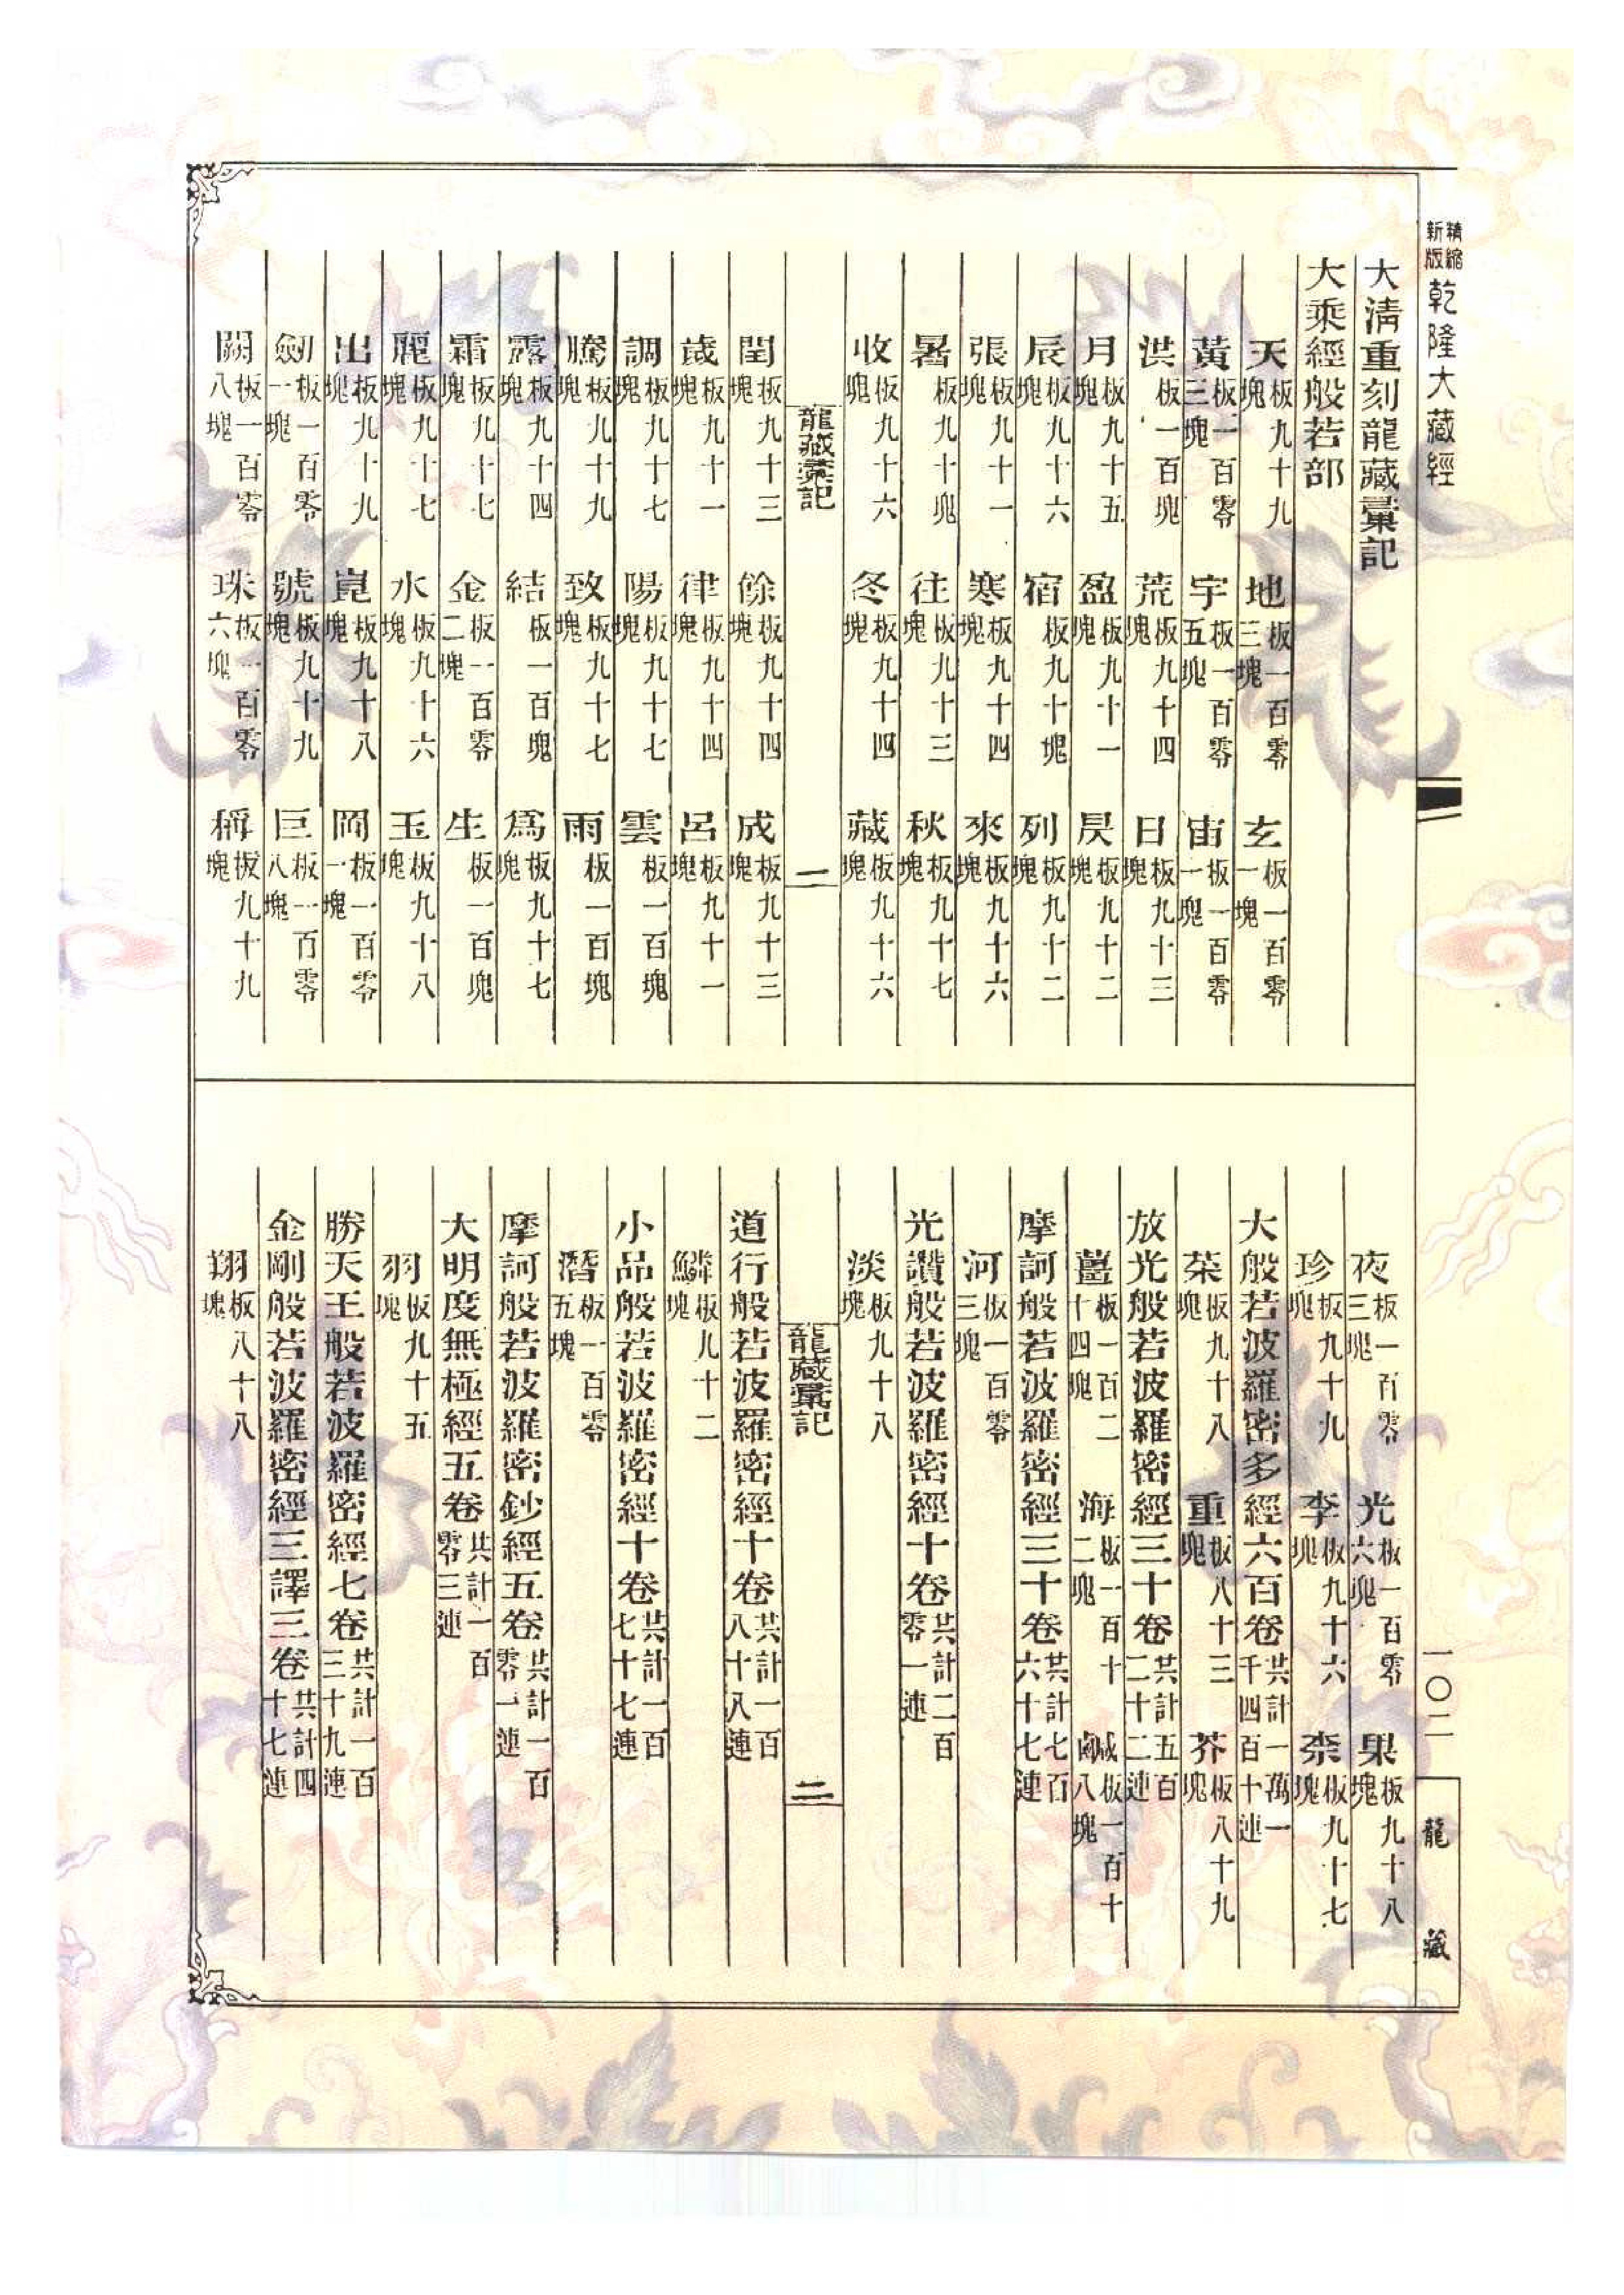 精縮新版乾隆大藏經
一〇二
龍藏
大清重刻龍藏彙記
大乘經般若部
天板九十九塊 地板一百零三塊 玄板一百零一塊
黃板一百零三塊 宇板一百零五塊 宙板一百零一塊
洪板一百塊 荒板九十四塊 日板九十三塊
月板九十五塊 盈板九十一塊 昃板九十二塊
辰板九十六塊 宿板九十塊 列板九十二塊
張板九十一塊 寒板九十四塊 來板九十六塊
暑板九十塊 往板九十三塊 秋板九十七塊
收板九十六塊 冬板九十四塊 藏板九十六塊
龍藏彙記 一
閏板九十三塊 餘板九十四塊 成板九十三塊
歲板九十一塊 律板九十四塊 呂板九十一塊
調板九十七塊 陽板九十七塊 雲板一百塊
騰板九十九塊 致板九十七塊 雨板一百塊
露板九十四塊 結板一百塊 為板九十七塊
霜板九十七塊 金板一百零二塊 生板一百塊
麗板九十七塊 水板九十六塊 玉板九十八塊
出板九十九塊 崑板九十八塊 岡板一百零一塊
劒板一百零一塊 號板九十九塊 巨板一百零八塊
闕板一百零八塊 珠板一百零六塊 稱板九十九塊
夜板一百零三塊 光板一百零六塊 果板九十八塊
珍板九十九塊 李板九十六塊 柰板九十七塊
大般若波羅密多經六百卷共計一萬一千四百十連
菜板九十八塊 重板八十三塊 芥板八十九塊
放光般若波羅密經三十卷共計五百二十二連
薑板一百二十四塊 海板一百十二塊 鹹板一百十八塊
摩訶般若波羅密經三十卷共計七百六十七連
河板一百零三塊
光讚般若波羅密經十卷共計二百零一連
淡板九十八塊
龍藏彙記 二
道行般若波羅密經十卷共計一百八十八連
鱗板九十二塊
小品般若波羅密經十卷共計一百七十七連
潛板一百零五塊
摩訶般若波羅密鈔經五卷共計一百零一連
大明度無極經五卷共計一百零三連
羽板九十五塊
勝天王般若波羅密經七卷共計一百三十九連
金剛般若波羅密經三譯三卷共計四十七連
翔板八十八塊